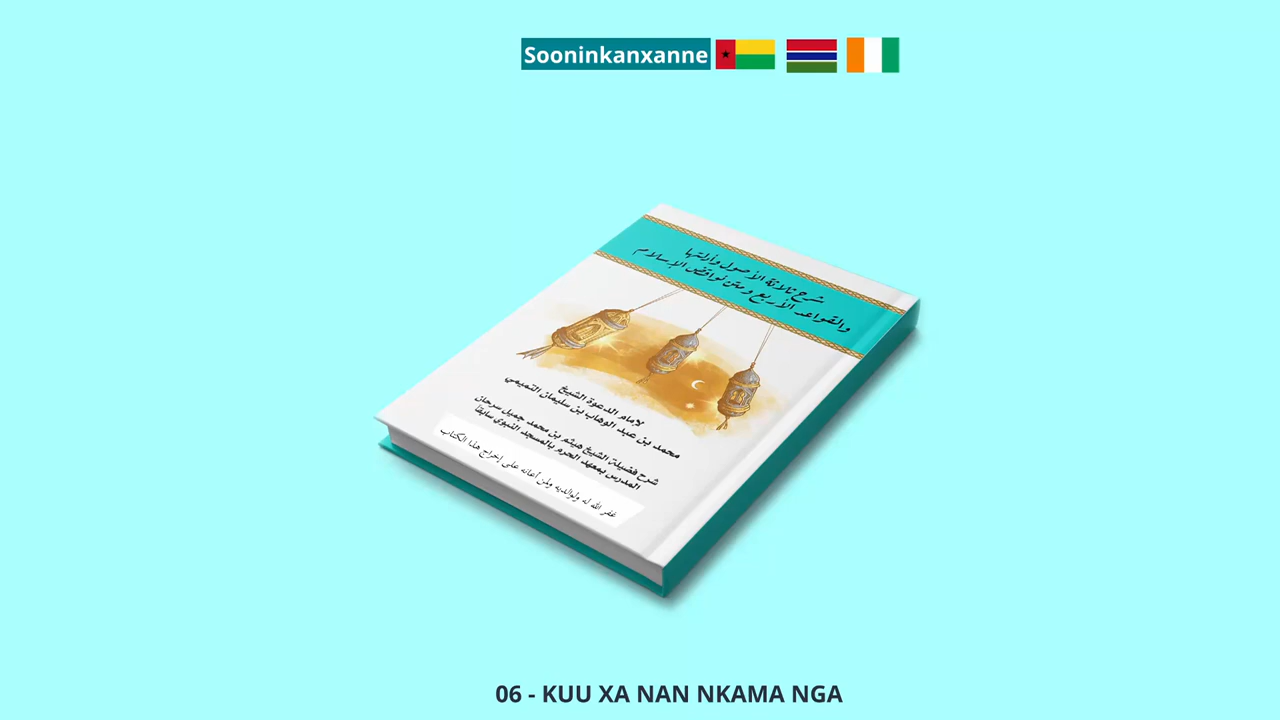 Sooninkanxanne
شرح ثلاثة الأصول وأدلتها
والقواعد الأربع و متن نواقض الإسلام
لإمام الدعوة الشيخ
محمد بن عبد الوهاب بن سليمان التميمي
شرح فضيلة الشيخ هيثم بن محمد جميل سرحان
المدرس بمعهد الحرم بالمسجد النبوي سابقا
غفر الله له ولوالديه ولمن أعانه على إخراج هذا الكتاب
06 - KUU XA NAN NKAMA NGA